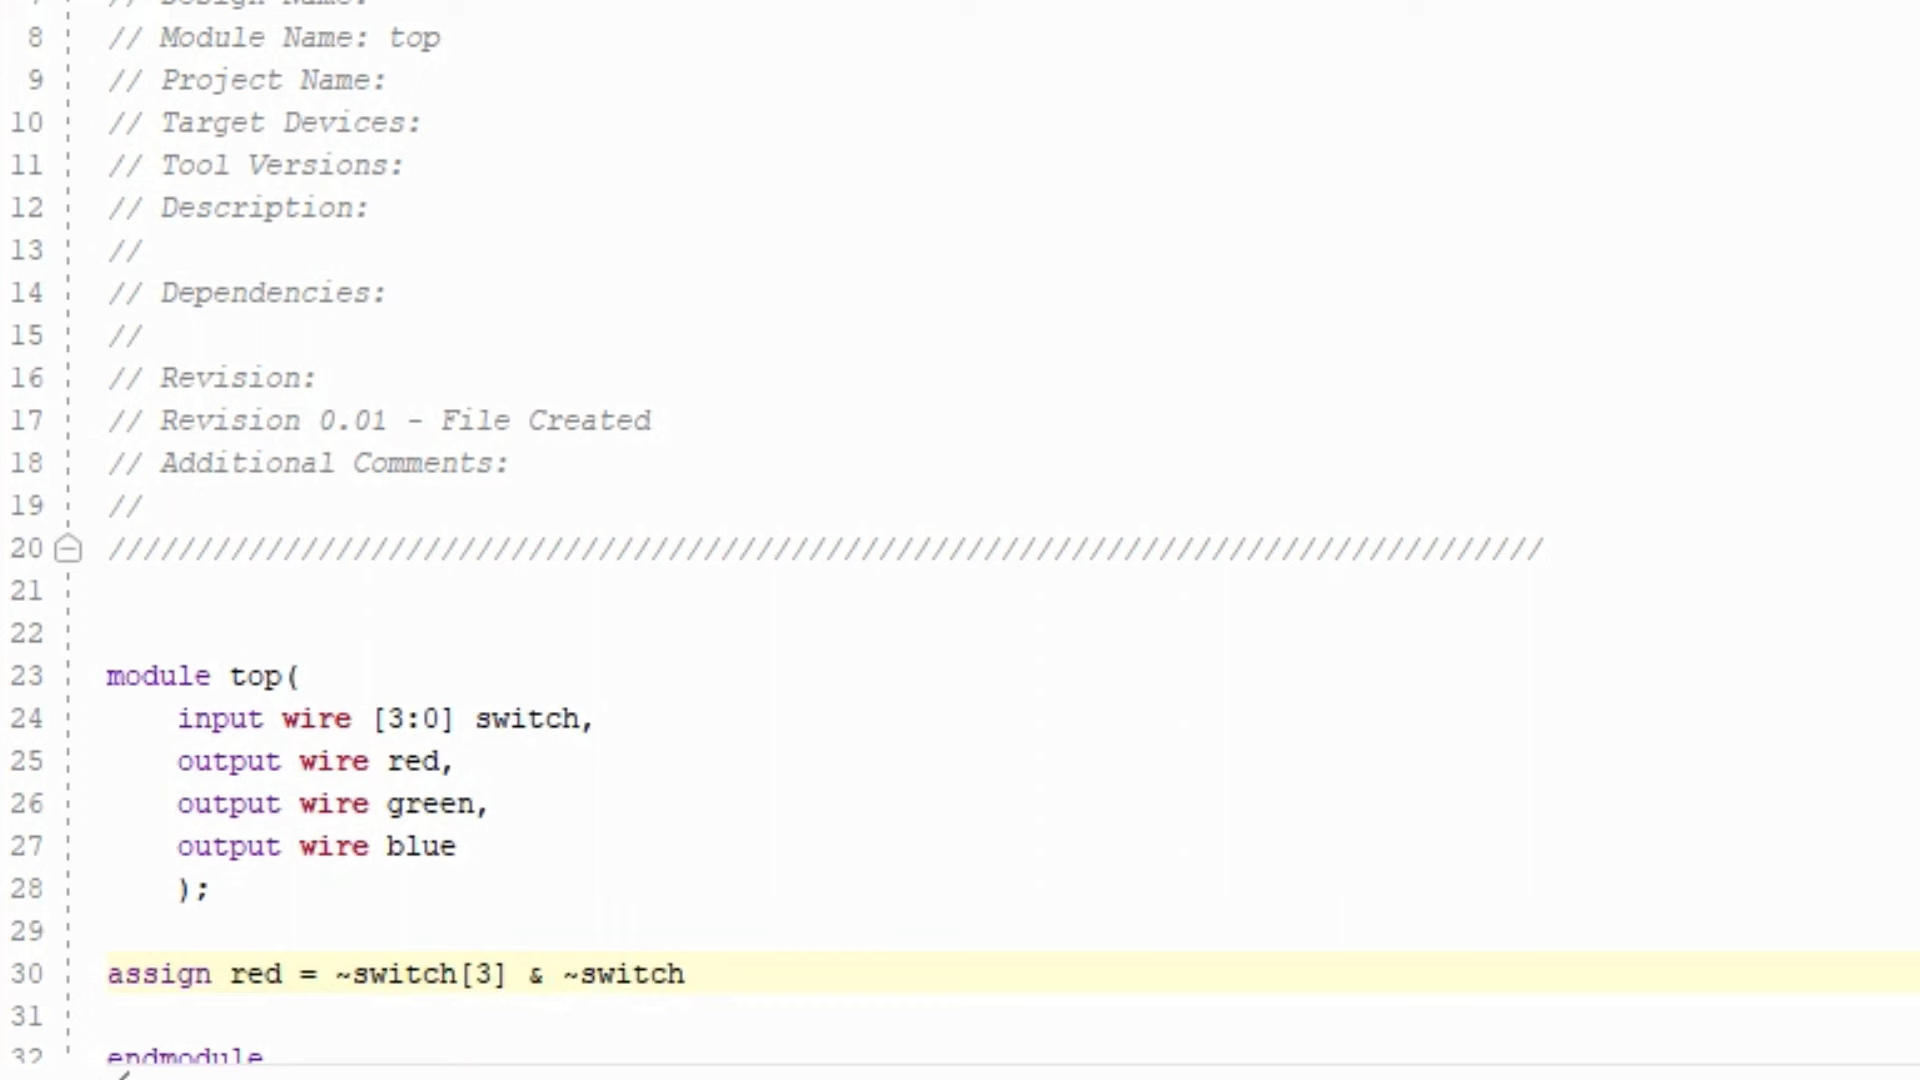 7 // Design Name:
8 // Module Name: top
9 // Project Name:
10 // Target Devices:
11 // Tool Versions:
12 // Description:
13 //
14 // Dependencies:
15 //
16 // Revision:
17 // Revision 0.01 - File Created
18 // Additional Comments:
19 //
20 //////////////////////////////////////////////////////////////////////////////////
21
22
23 module top(
24 input wire [3:0] switch,
25 output wire red,
26 output wire green,
27 output wire blue
28 );
29
30 assign red = ~switch[3] & ~switch
31
32 endmodule